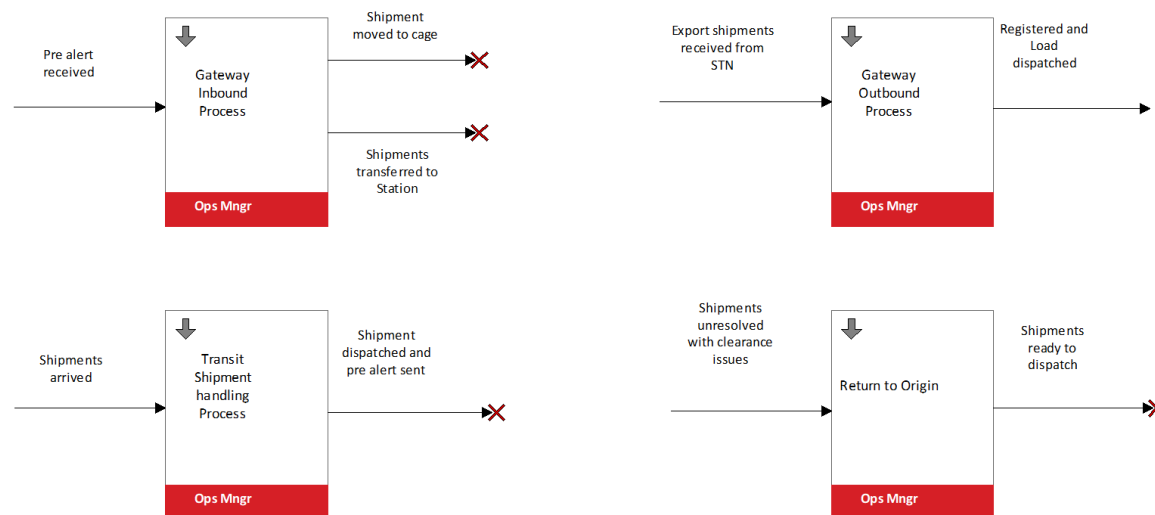 Pre alert
received
Gateway
Inbound
Process
Shipment
moved to cage
Shipments
transferred to
Station
Ops Mngr
Export shipments
received from
STN
Gateway
Outbound
Process
Registered and
Load
dispatched
Ops Mngr
Shipments
arrived
Transit
Shipment
handling
Process
Shipment
dispatched and
pre alert sent
Ops Mngr
Shipments
unresolved
with clearance
issues
Return to Origin
Shipments
ready to
dispatch
Ops Mngr